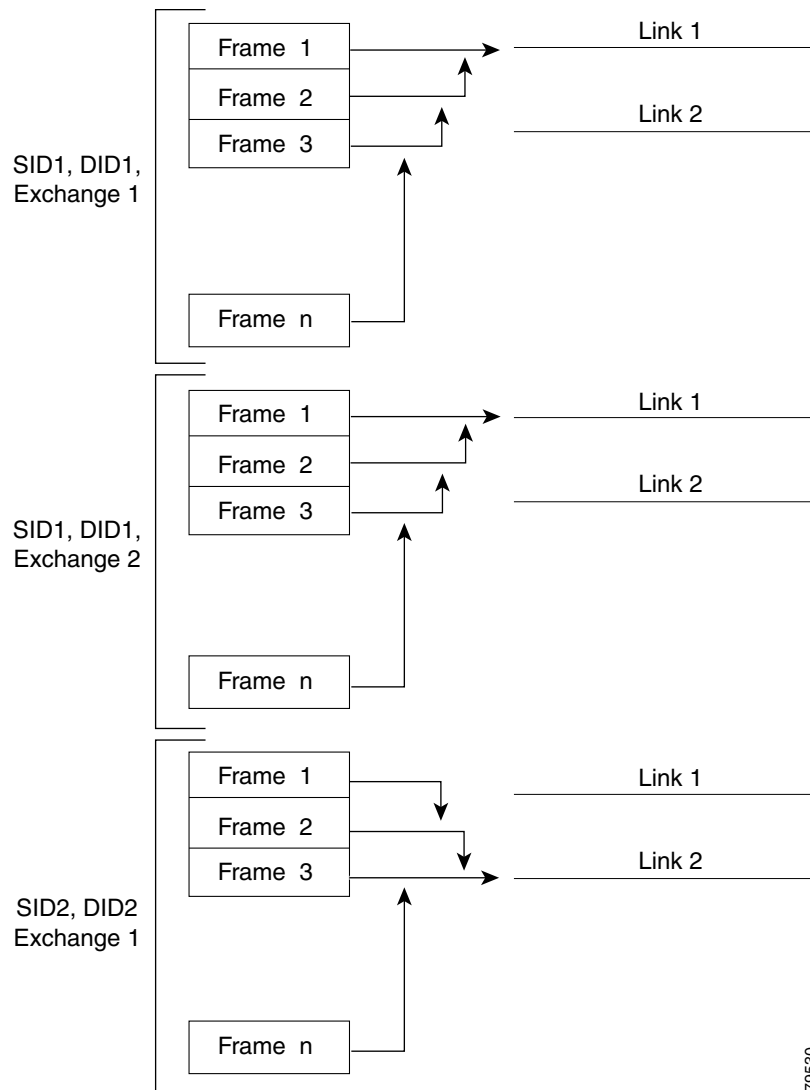 Frame 1
Link 1
Frame 2
Link 2
Frame 3
SID1, DID1,
Exchange 1
Frame n
Frame 1
Link 1
Frame 2
Link 2
Frame 3
SID1, DID1,
Exchange 2
Frame n
Frame 1
Link 1
Frame 2
Link 2
Frame 3
SID2, DID2
Exchange 1
Frame n
79530